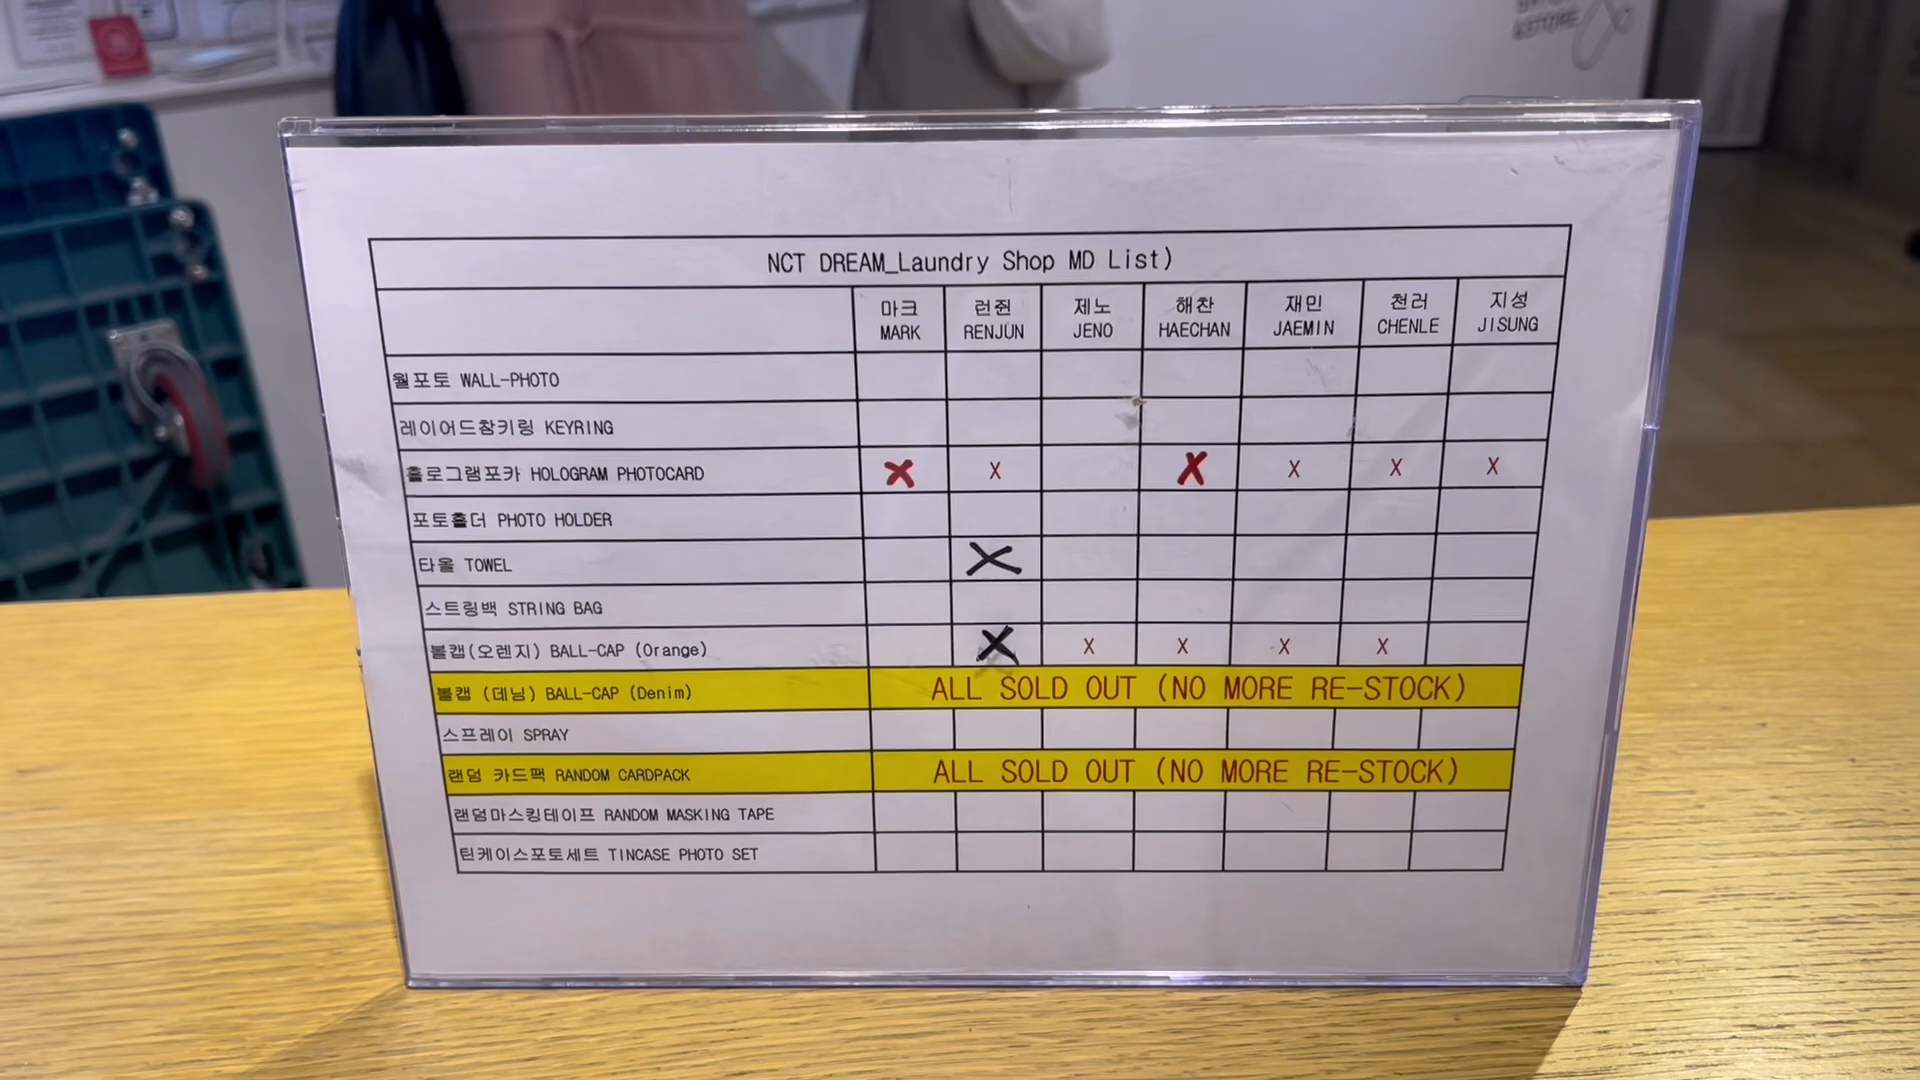 NCT DREAM_Laundry Shop MD List)
마크 런쥔 제노 해찬 재민 천러 지성
MARK RENJUN JENO HAECHAN JAEMIN CHENLE JISUNG
월포토 WALL-PHOTO
레이어드참키링 KEYRING
홀로그램포카 HOLOGRAM PHOTOCARD X X X X X X
포토홀더 PHOTO HOLDER
타올 TOWEL X
스트링백 STRING BAG
볼캡(오렌지) BALL-CAP (Orange) X X X X X
볼캡 (데님) BALL-CAP (Denim) ALL SOLD OUT (NO MORE RE-STOCK)
스프레이 SPRAY
랜덤 카드팩 RANDOM CARDPACK ALL SOLD OUT (NO MORE RE-STOCK)
랜덤마스킹테이프 RANDOM MASKING TAPE
틴케이스포토세트 TINCASE PHOTO SET